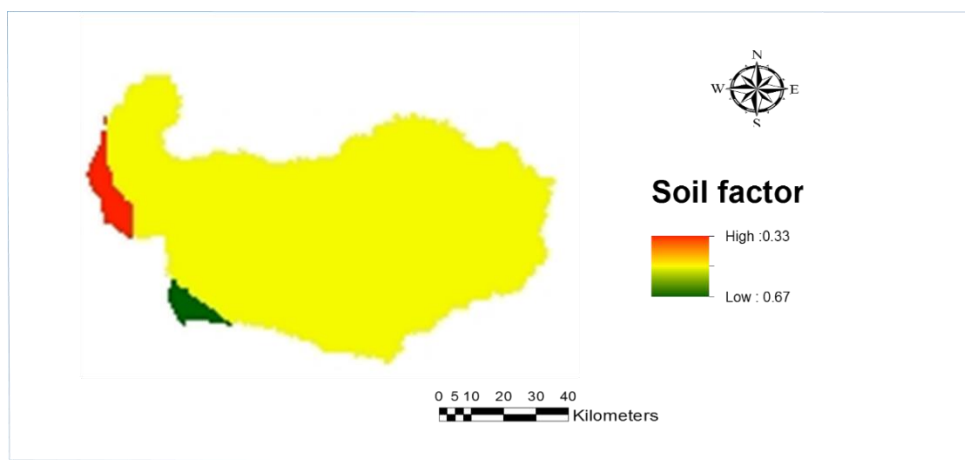 N
W E
S
Soil factor
High :0.33
Low : 0.67
0 5 10 20 30 40
Kilometers